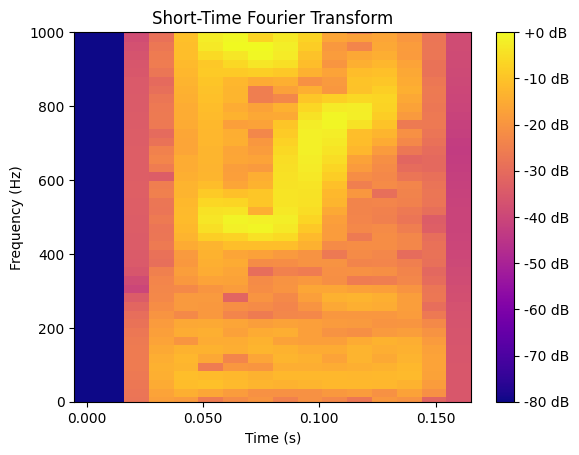 Short-Time Fourier Transform
1000
800
600
400
200
0
Frequency (Hz)
0.000
0.050
0.100
0.150
Time (s)
+0 dB
-10 dB
-20 dB
-30 dB
-40 dB
-50 dB
-60 dB
-70 dB
-80 dB